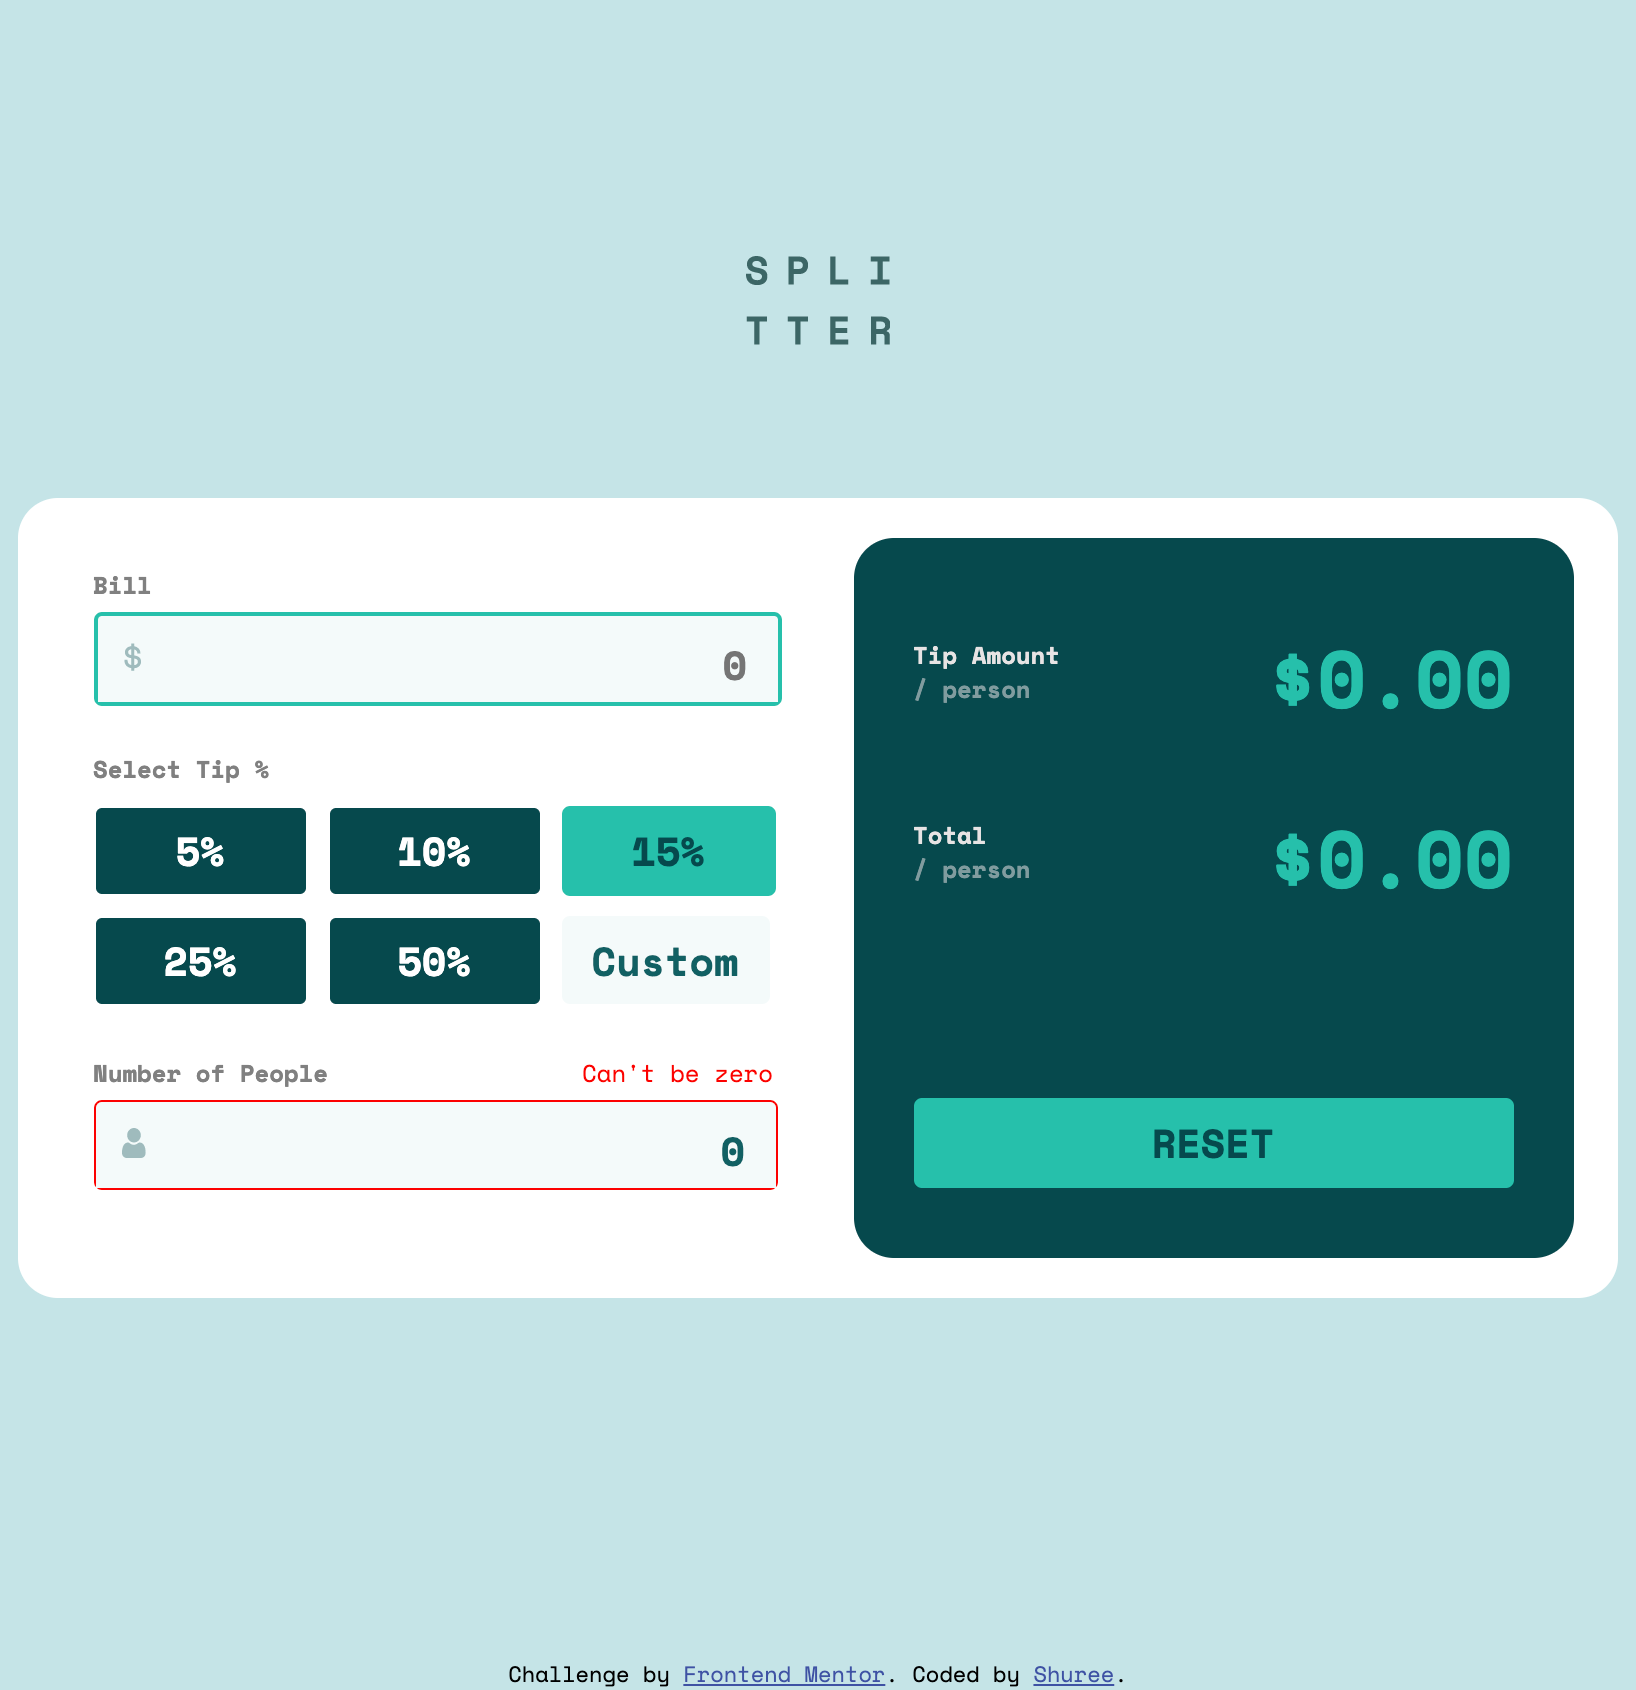 S P L I
T T E R
Bill
$ 0
Select Tip %
5% 10% 15%
25% 50% Custom
Number of People Can't be zero
0
Tip Amount
/ person
$0.00
Total
/ person
$0.00
RESET
Challenge by Frontend Mentor. Coded by Shuree.